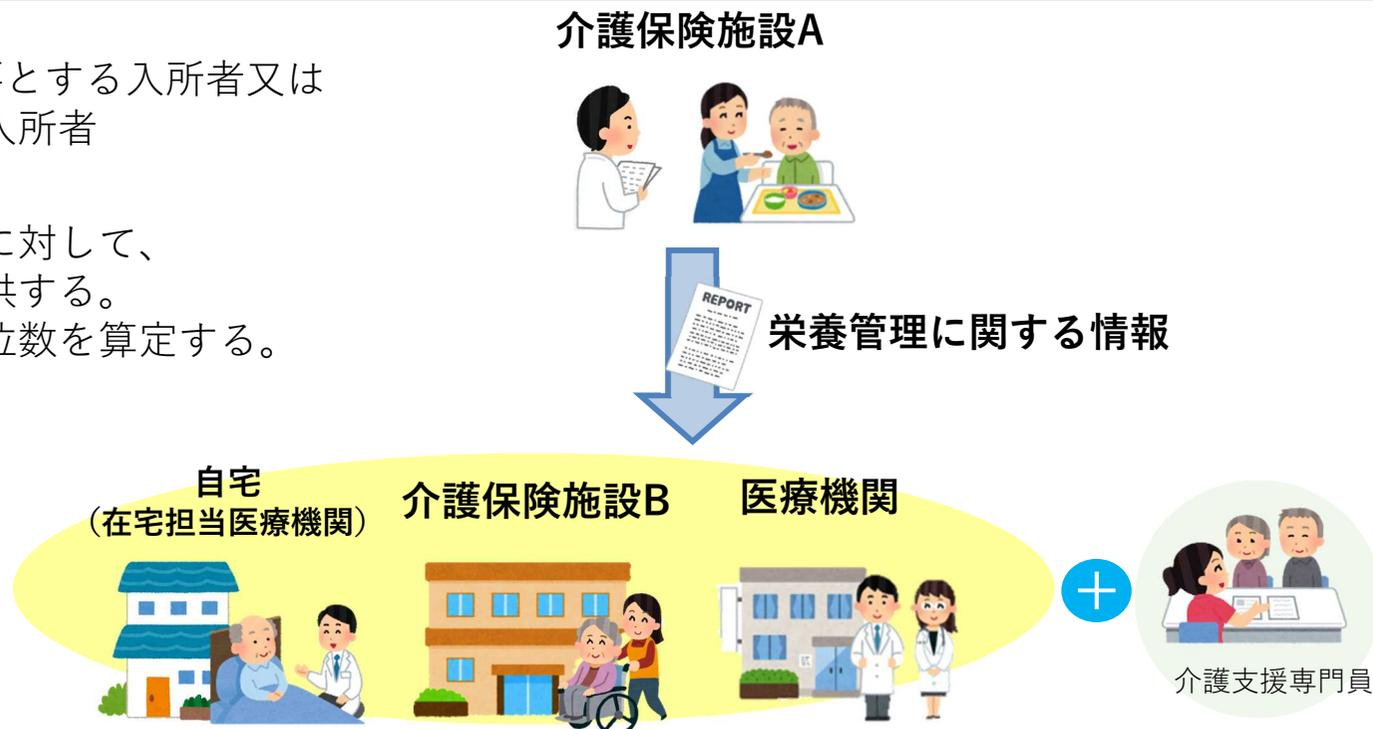 介護保険施設A
とする入所者又は
入所者
に対して、
供する。
位数を算定する。
REPORT
栄養管理に関する情報
自宅
（在宅担当医療機関）
介護保険施設B
医療機関
＋
介護支援専門員